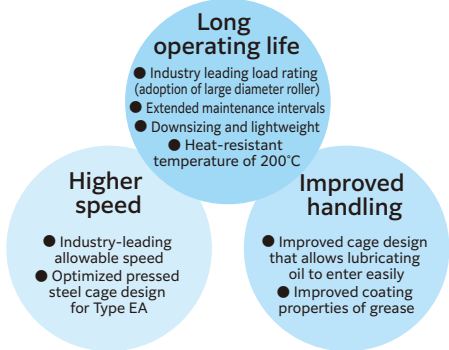 Long
operating life
● Industry leading load rating
(adoption of large diameter roller)
● Extended maintenance intervals
● Downsizing and lightweight
● Heat-resistant
temperature of 200˚C
Higher
speed
● Industry-leading
allowable speed
● Optimized pressed
steel cage design
for Type EA
Improved
handling
● Improved cage design
that allows lubricating
oil to enter easily
● Improved coating
properties of grease